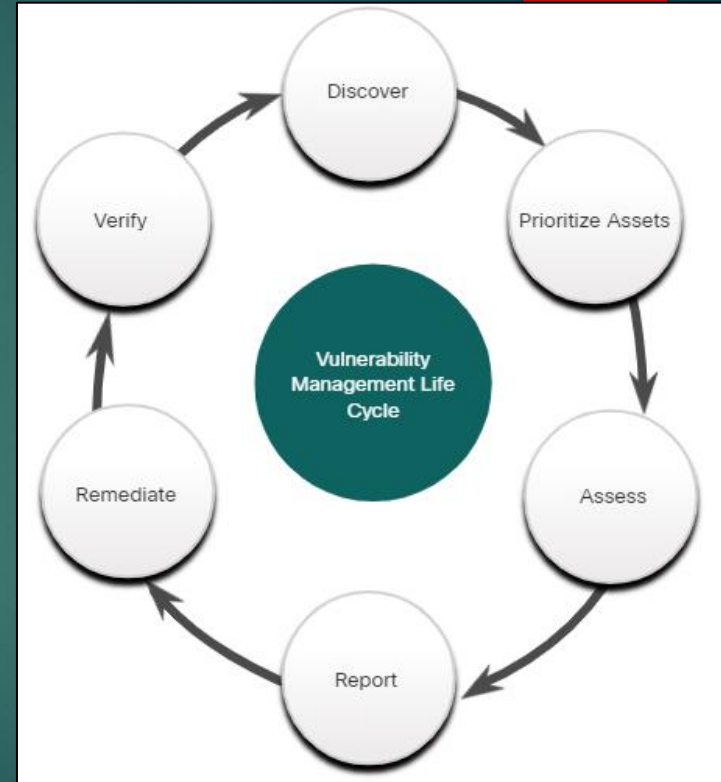 Discover
Prioritize Assets
Assess
Report
Remediate
Verify
Vulnerability
Management Life
Cycle